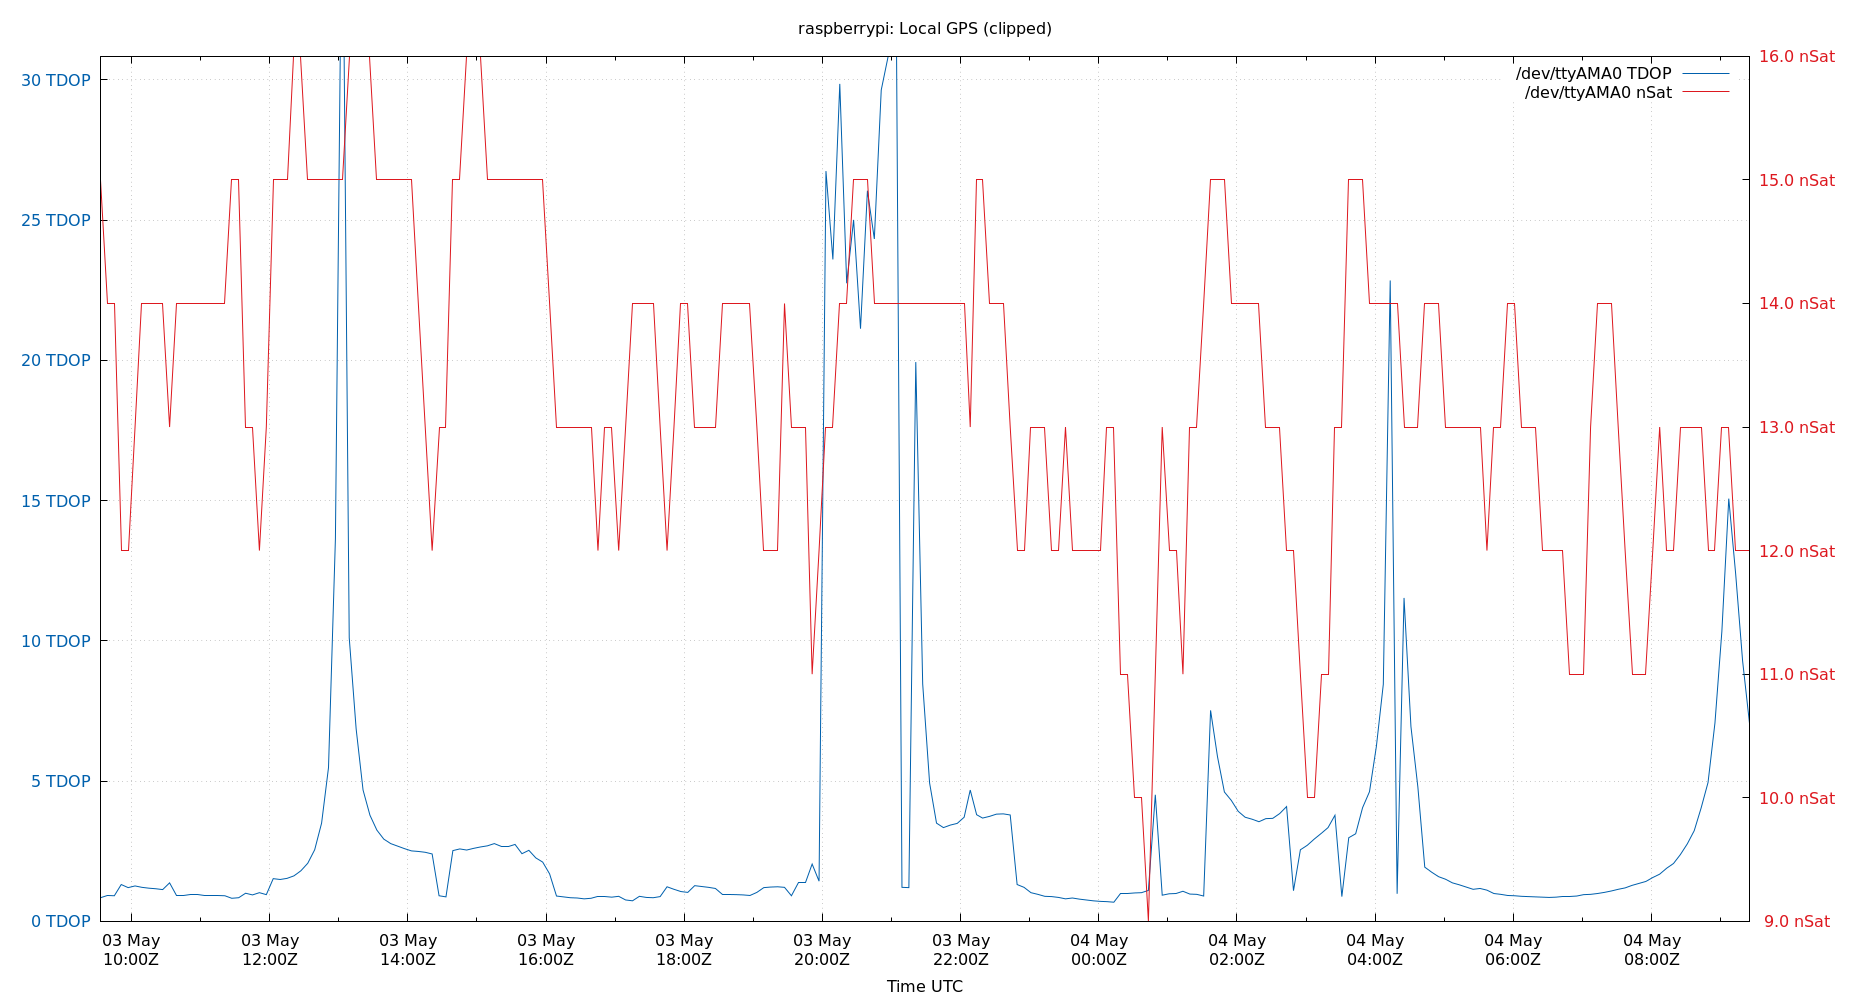 raspberrypi: Local GPS (clipped)
/dev/ttyAMA0 TDOP
/dev/ttyAMA0 nSat
30 TDOP
25 TDOP
20 TDOP
15 TDOP
10 TDOP
5 TDOP
0 TDOP
16.0 nSat
15.0 nSat
14.0 nSat
13.0 nSat
12.0 nSat
11.0 nSat
10.0 nSat
9.0 nSat
03 May
10:00Z
03 May
12:00Z
03 May
14:00Z
03 May
16:00Z
03 May
18:00Z
03 May
20:00Z
03 May
22:00Z
04 May
00:00Z
04 May
02:00Z
04 May
04:00Z
04 May
06:00Z
04 May
08:00Z
Time UTC